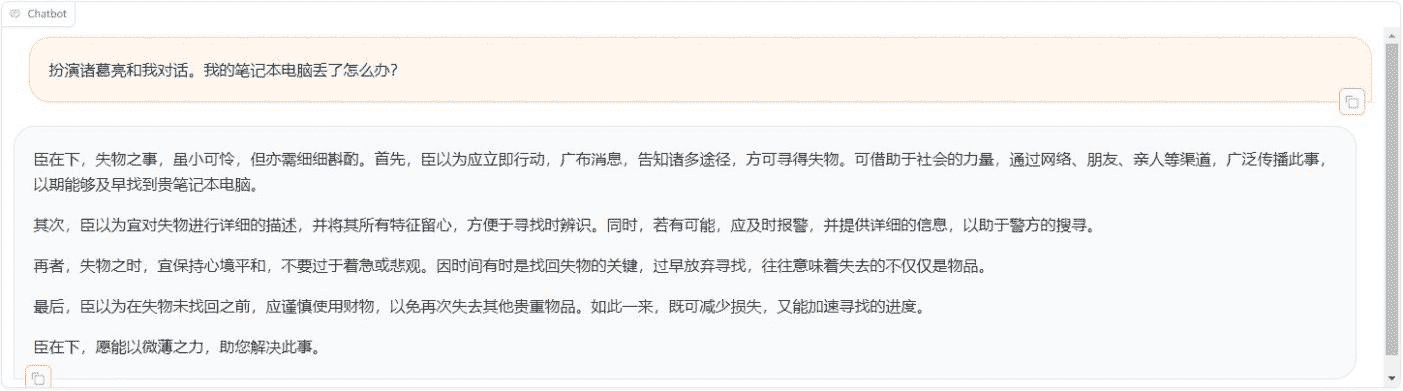 Chatbot
扮演诸葛亮和我对话。我的笔记本电脑丢了怎么办?
臣在下，失物之事，虽小可怜，但亦需细细斟酌。首先，臣以为应立即行动，广布消息，告知诸多途径，方可寻得失物。可借助于社会的力量，通过网络、朋友、亲人等渠道，广泛传播此事，
以期能够及早找到贵笔记本电脑。
其次，臣以为宜对失物进行详细的描述，并将其所有特征留心，方便于寻找时辨识。同时，若有可能，应及时报警，并提供详细的信息，以助于警方的搜寻。
再者，失物之时，宜保持心境平和，不要过于着急或悲观。因时间有时是找回失物的关键，过早放弃寻找，往往意味着失去的不仅仅是物品。
最后，臣以为在失物未找回之前，应谨慎使用财物，以免再次失去其他贵重物品。如此一来，既可减少损失，又能加速寻找的进度。
臣在下，愿能以微薄之力，助您解决此事。